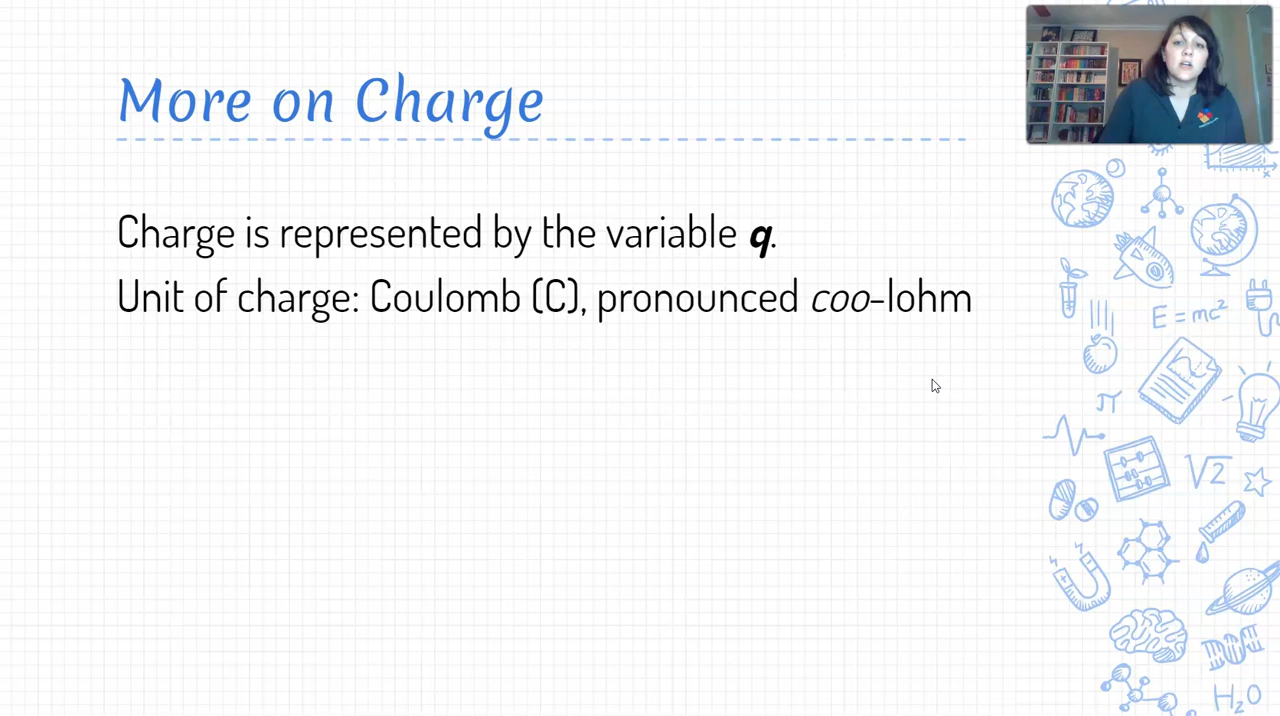 More on Charge
Charge is represented by the variable q.
Unit of charge: Coulomb (C), pronounced coo-lohm
x
E = mc²
π
√2
H₂O